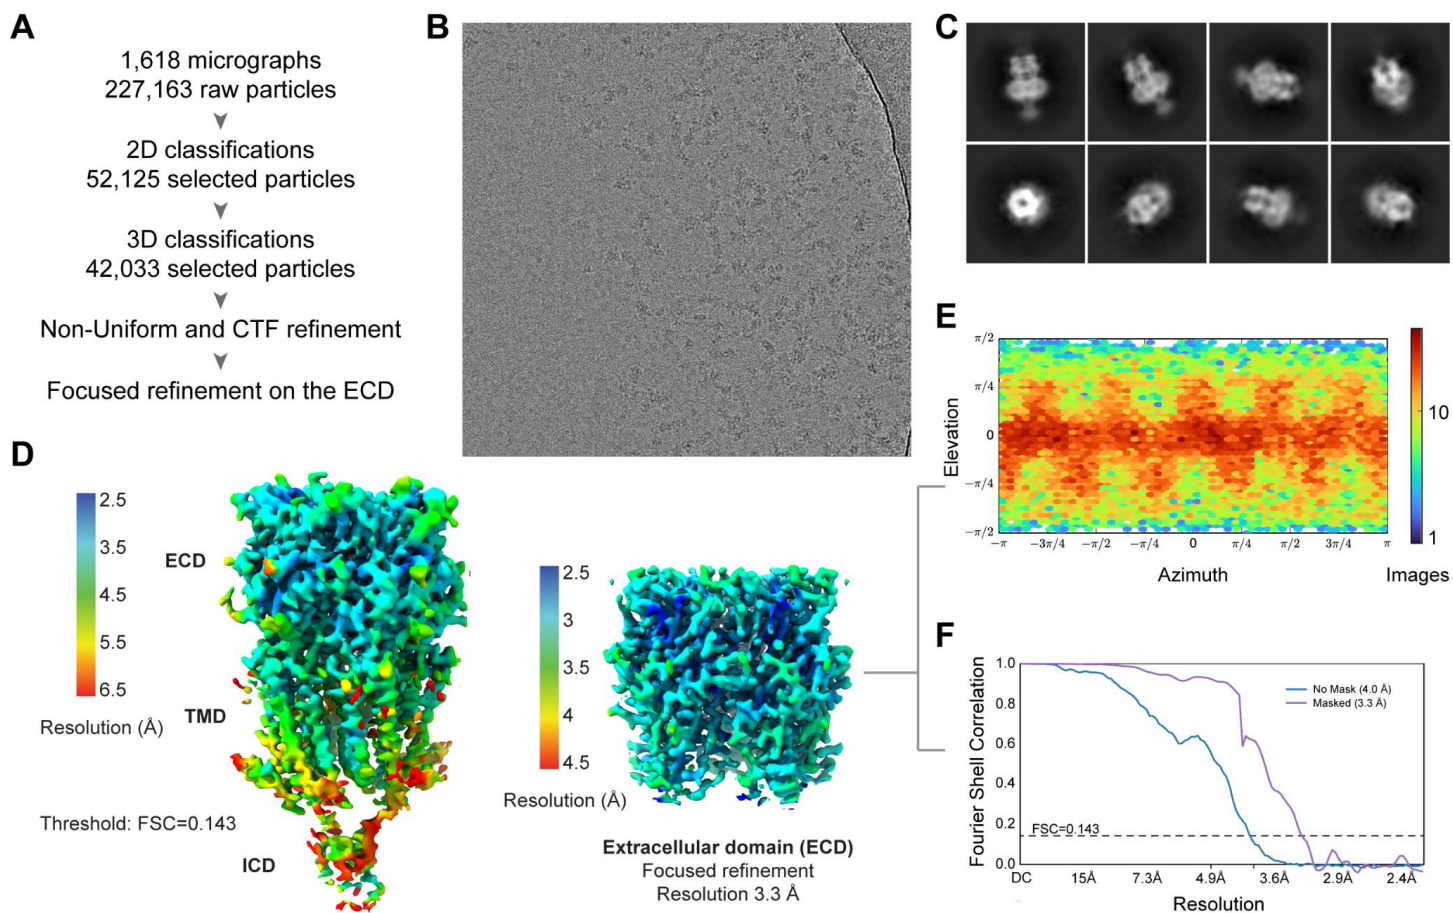 A
1,618 micrographs
227,163 raw particles
2D classifications
52,125 selected particles
3D classifications
42,033 selected particles
Non-Uniform and CTF refinement
Focused refinement on the ECD
B
C
D
2.5
3.5
4.5
5.5
6.5
Resolution (Å)
ECD
TMD
ICD
Threshold: FSC=0.143
2.5
3
3.5
4
4.5
Resolution (Å)
Extracellular domain (ECD)
Focused refinement
Resolution 3.3 Å
E
Elevation
π/2
π/4
0
−π/4
−π/2
−π
−3π/4
−π/2
−π/4
0
π/4
π/2
3π/4
π
Azimuth
10
1
Images
F
Fourier Shell Correlation
1.0
0.8
0.6
0.4
0.2
0.0
No Mask (4.0 Å)
Masked (3.3 Å)
FSC=0.143
DC
15Å
7.3Å
4.9Å
3.6Å
2.9Å
2.4Å
Resolution